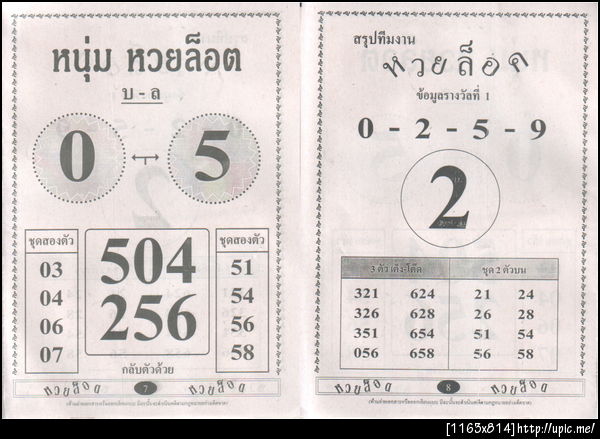 หนุ่ม หวยล็อต
บ - ล
0 ↔ 5
ชุดสองตัว
03
04
06
07
504
256
กลับตัวด้วย
ชุดสองตัว
51
54
56
58
หวยล็อต 7 หวยล็อต
สรุปทีมงาน
หวยล็อต
ข้อมูลรางวัลที่ 1
0 - 2 - 5 - 9
2
3 ตัว เต็ง-โต๊ด ชุด 2 ตัวบน
321 624 21 24
326 628 26 28
351 654 51 54
056 658 56 58
หวยล็อต 8 หวยล็อต
[1163x814] http://upic.me/